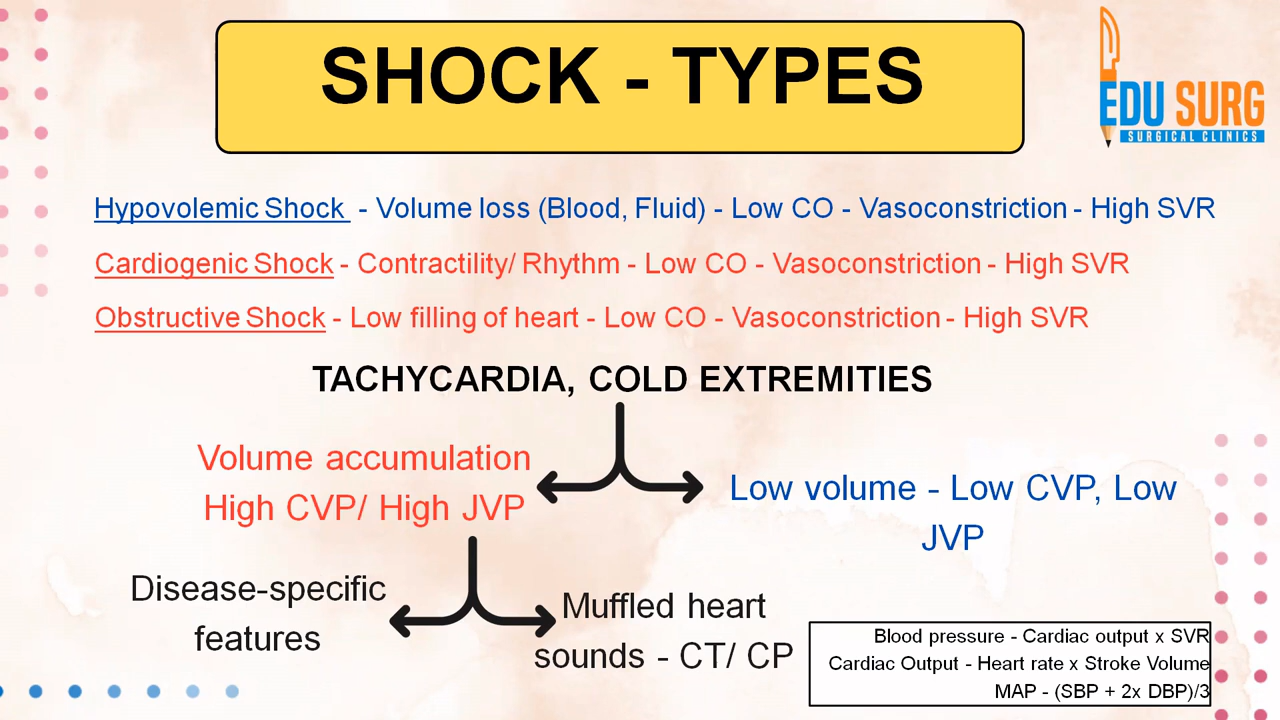 SHOCK - TYPES
EDU SURG
SURGICAL CLINICS
Hypovolemic Shock - Volume loss (Blood, Fluid) - Low CO - Vasoconstriction - High SVR
Cardiogenic Shock - Contractility/ Rhythm - Low CO - Vasoconstriction - High SVR
Obstructive Shock - Low filling of heart - Low CO - Vasoconstriction - High SVR
TACHYCARDIA, COLD EXTREMITIES
Volume accumulation
High CVP/ High JVP
Low volume - Low CVP, Low
JVP
Disease-specific
features
Muffled heart
sounds - CT/ CP
Blood pressure - Cardiac output x SVR
Cardiac Output - Heart rate x Stroke Volume
MAP - (SBP + 2x DBP)/3